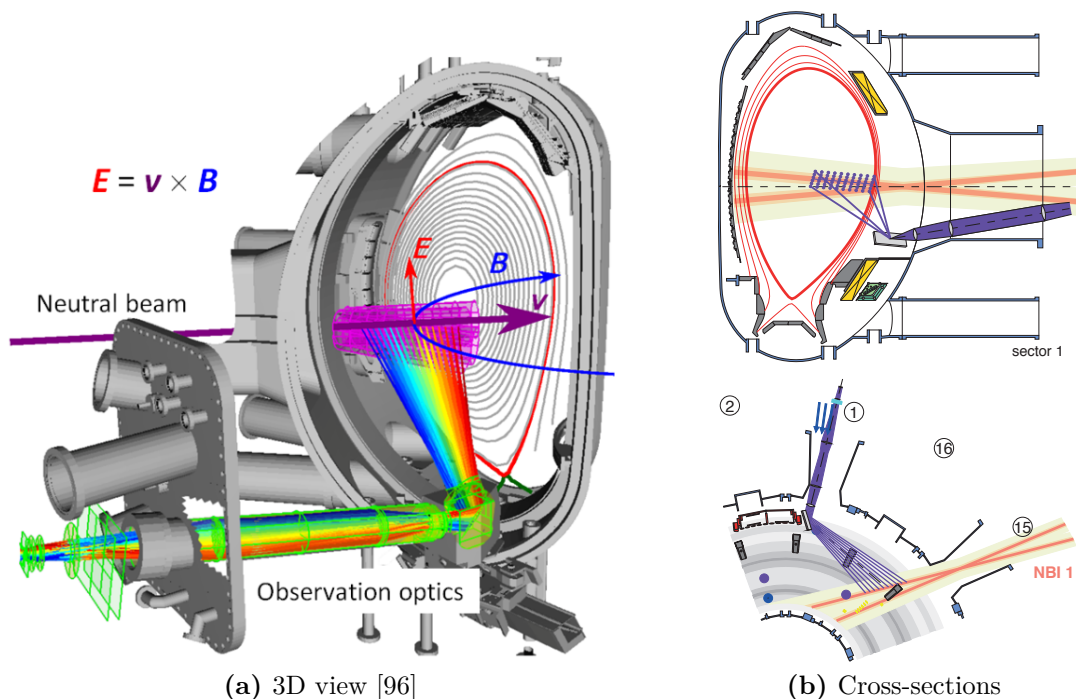 E = v × B
E
B
v
Neutral beam
Observation optics
(a) 3D view [96]
sector 1
2
1
16
15
NBI 1
(b) Cross-sections